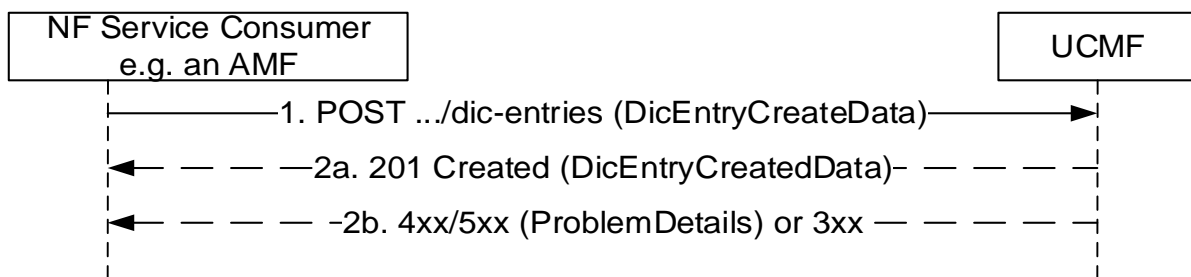 NF Service Consumer
e.g. an AMF
UCMF
1. POST .../dic-entries (DicEntryCreateData)
2a. 201 Created (DicEntryCreatedData)
2b. 4xx/5xx (ProblemDetails) or 3xx